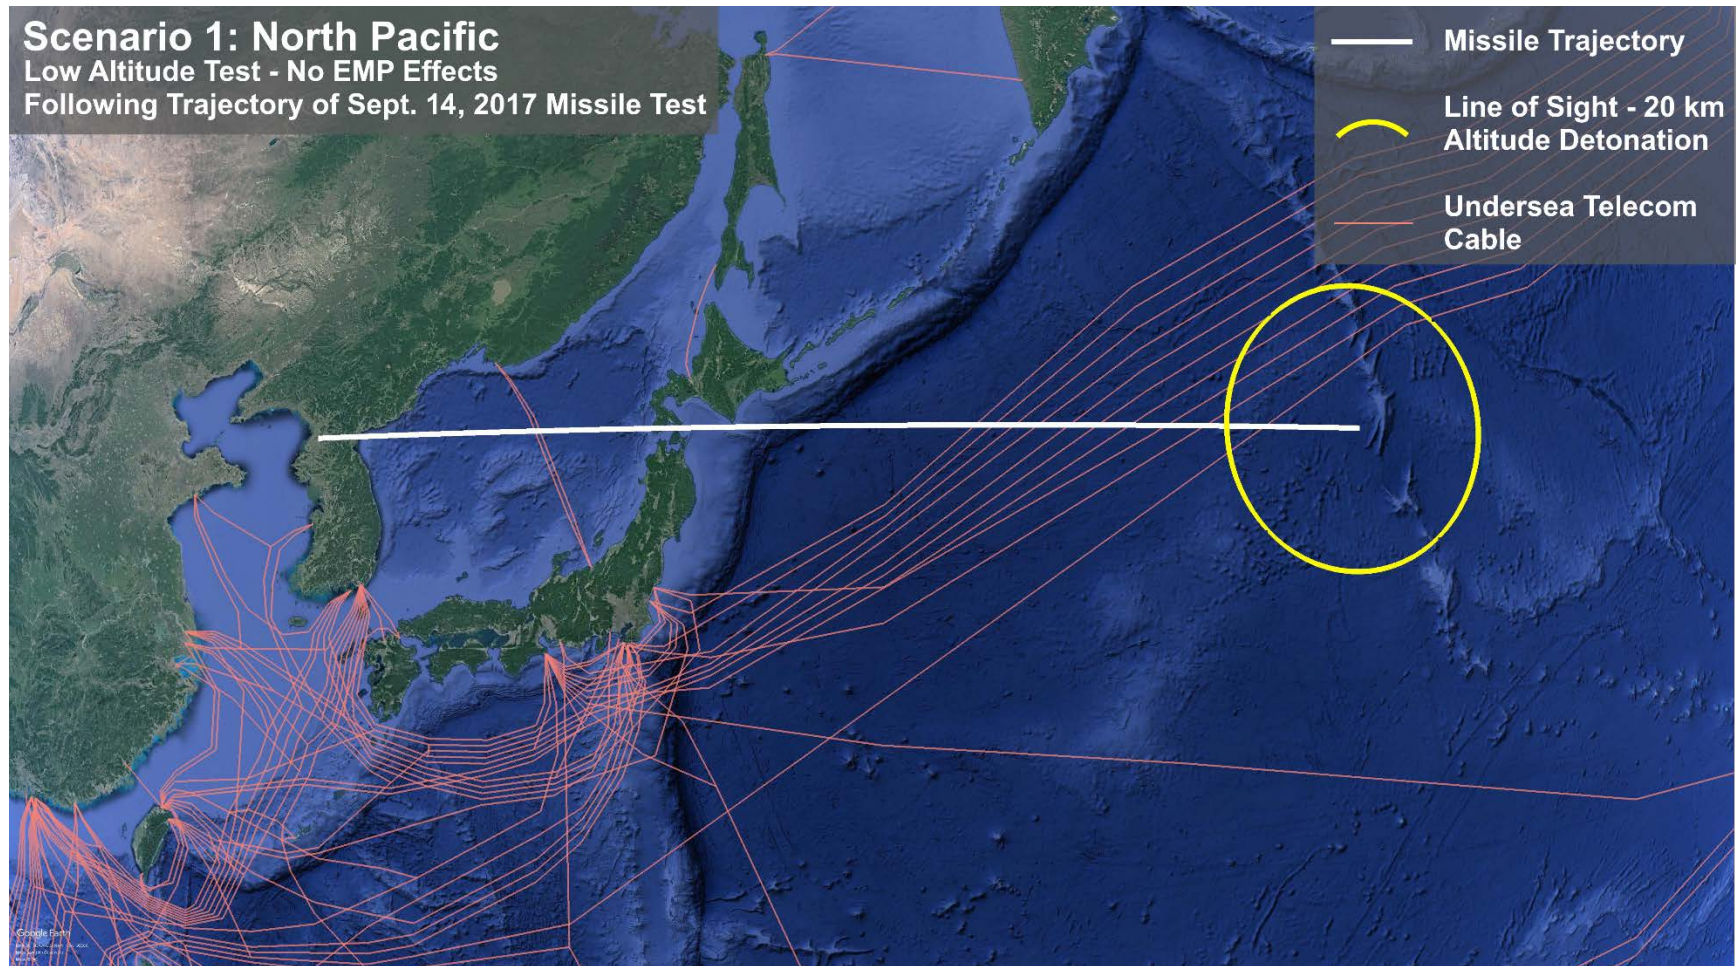 Scenario 1: North Pacific
Low Altitude Test - No EMP Effects
Following Trajectory of Sept. 14, 2017 Missile Test
Missile Trajectory
Line of Sight - 20 km
Altitude Detonation
Undersea Telecom
Cable
Google Earth